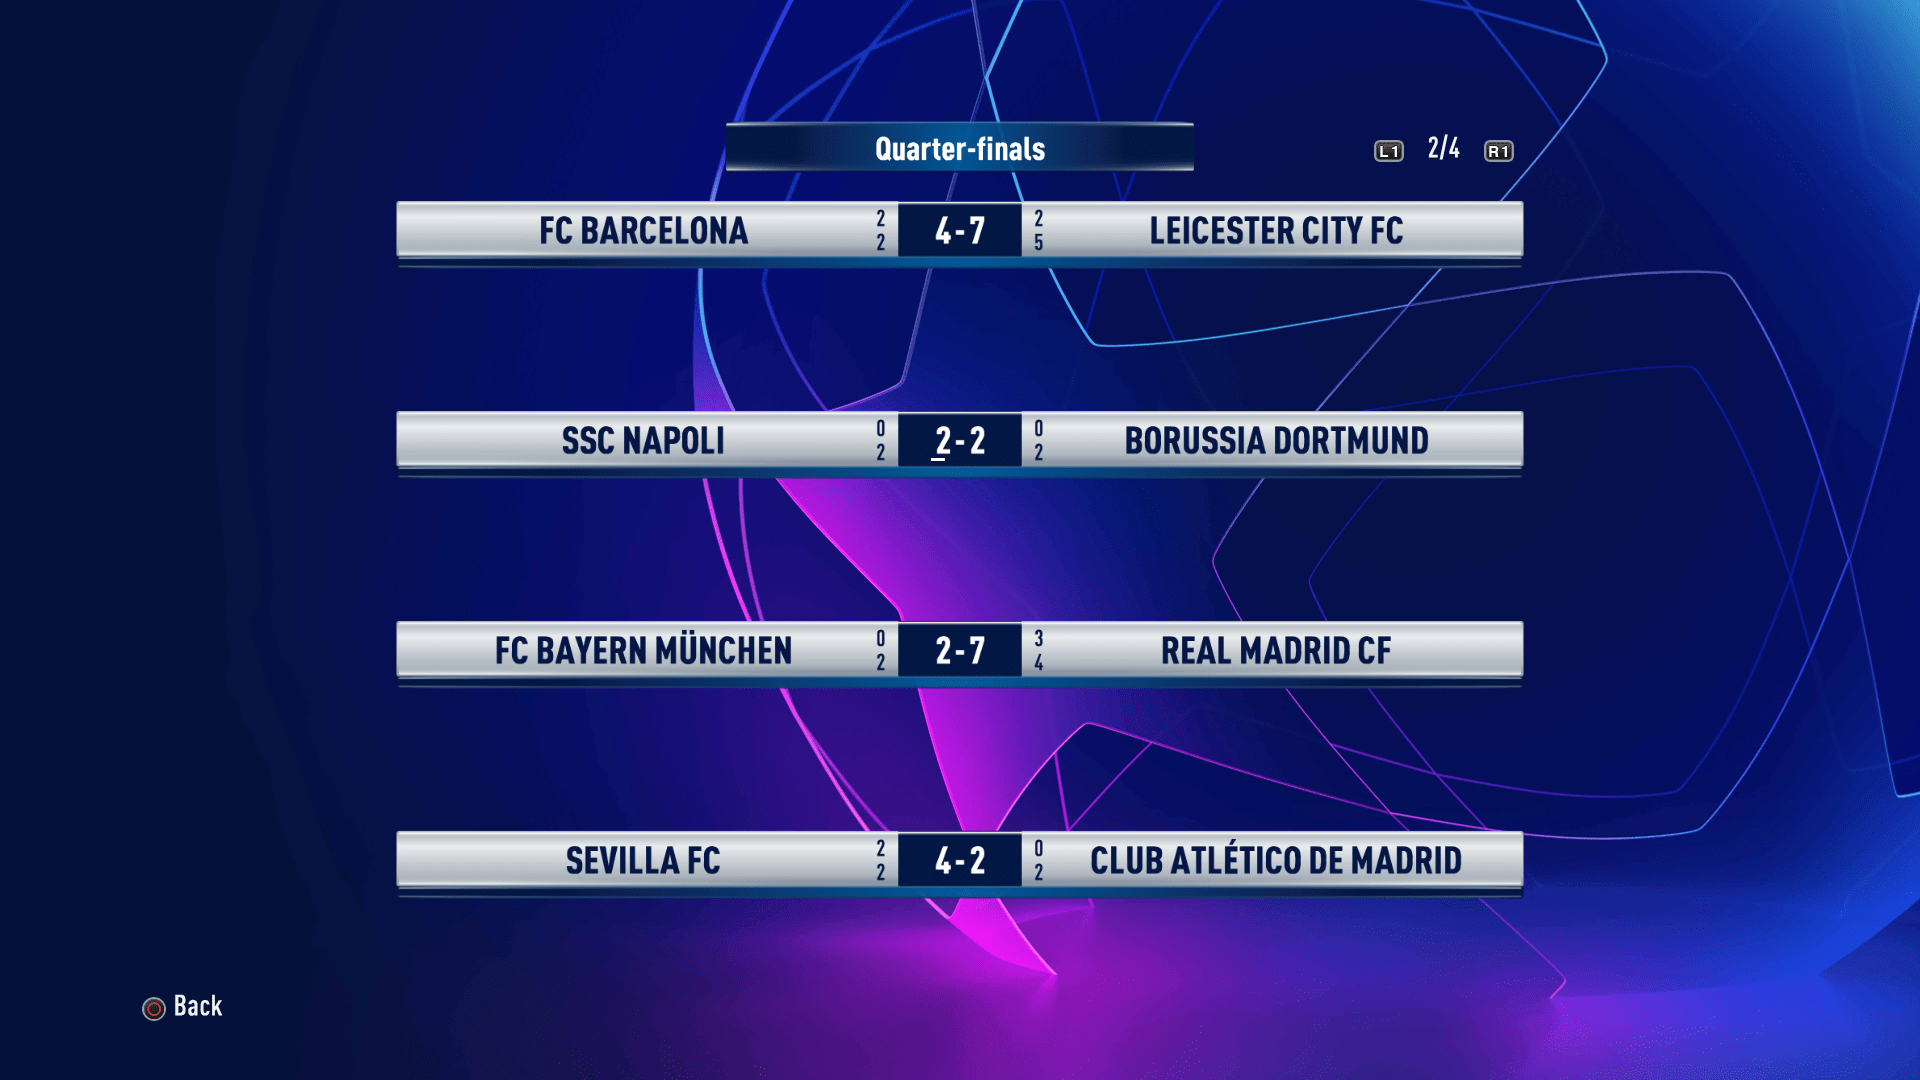 Quarter-finals
L1 2/4 R1
FC BARCELONA 2 2 4-7 2 5 LEICESTER CITY FC
SSC NAPOLI 0 2 2-2 0 2 BORUSSIA DORTMUND
FC BAYERN MÜNCHEN 0 2 2-7 3 4 REAL MADRID CF
SEVILLA FC 2 2 4-2 0 2 CLUB ATLÉTICO DE MADRID
Back